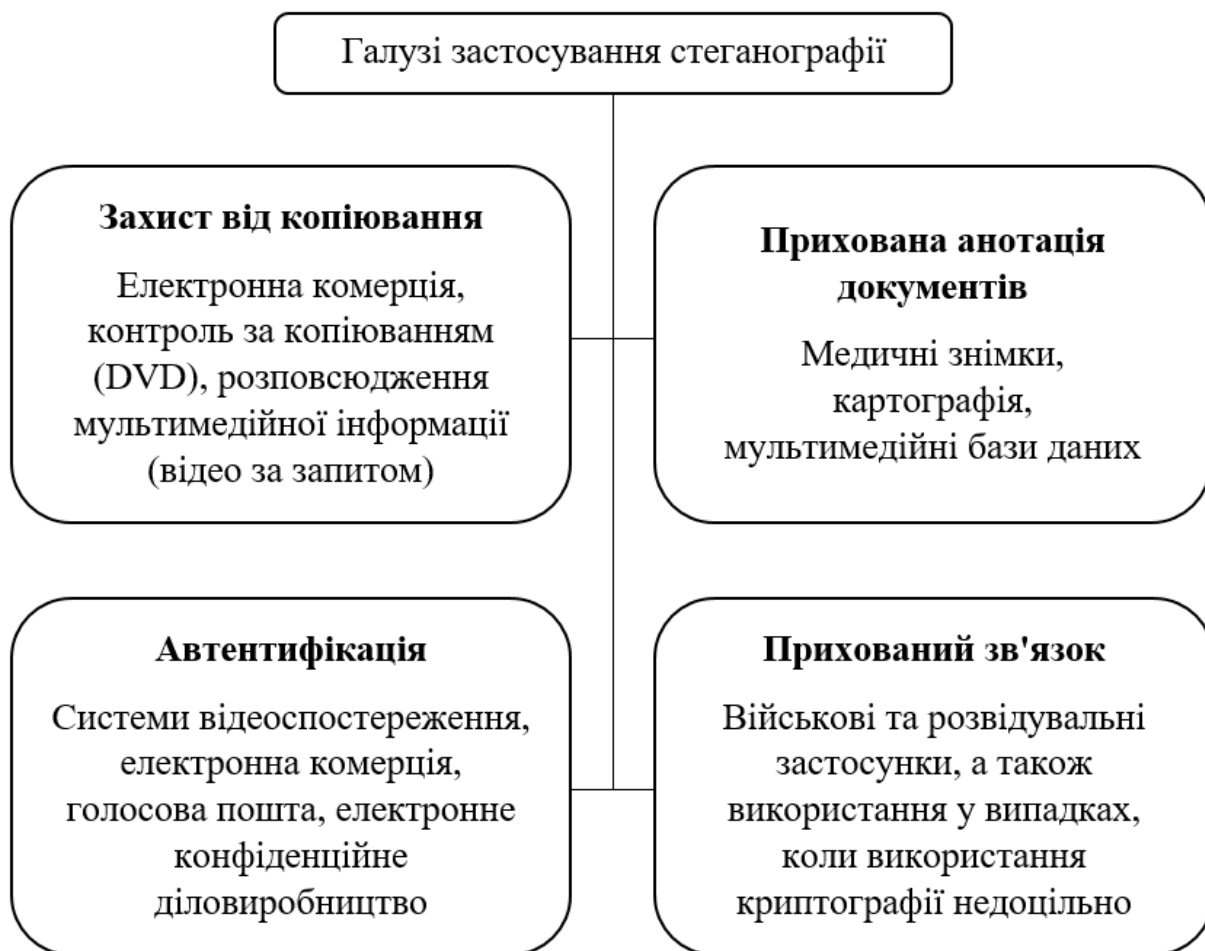 Галузі застосування стеганографії
Захист від копіювання
Електронна комерція,
контроль за копіюванням
(DVD), розповсюдження
мультимедійної інформації
(відео за запитом)
Прихована анотація
документів
Медичні знімки,
картографія,
мультимедійні бази даних
Автентифікація
Системи відеоспостереження,
електронна комерція,
голосова пошта, електронне
конфіденційне
діловиробництво
Прихований зв'язок
Військові та розвідувальні
застосунки, а також
використання у випадках,
коли використання
криптографії недоцільно